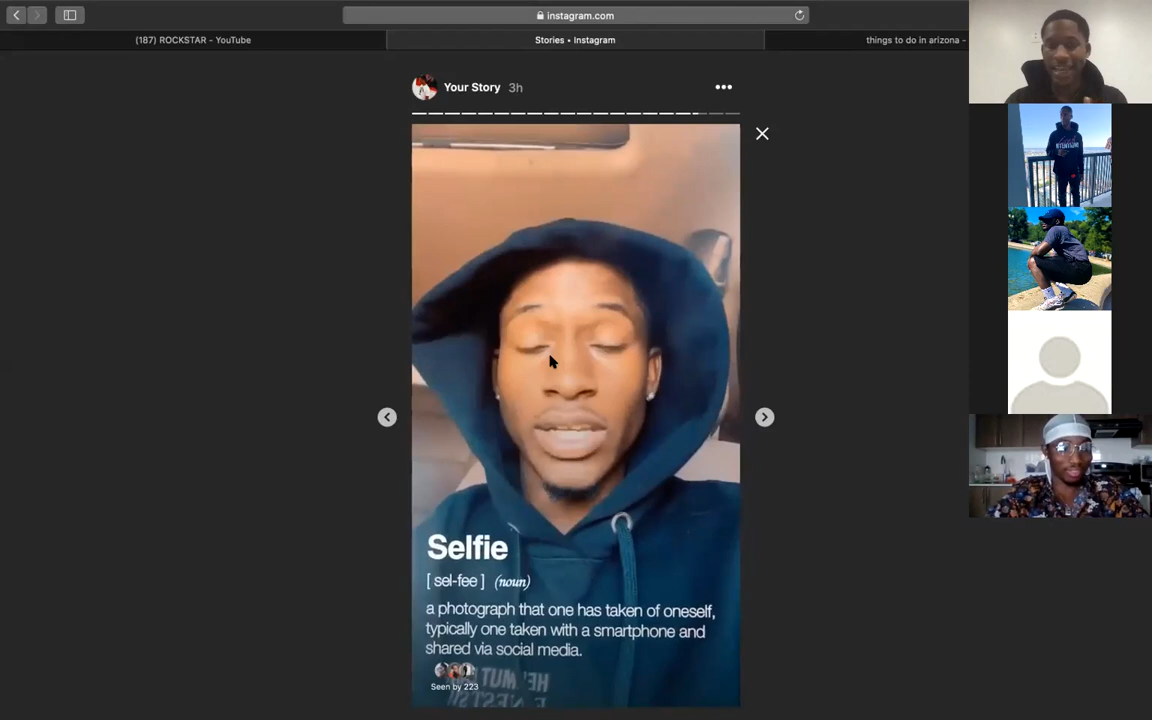 instagram.com
(187) ROCKSTAR - YouTube
Stories • Instagram
things to do in arizona -
Your Story 3h
Selfie
[ sel-fee ] (noun)
a photograph that one has taken of oneself,
typically one taken with a smartphone and
shared via social media.
Seen by 223